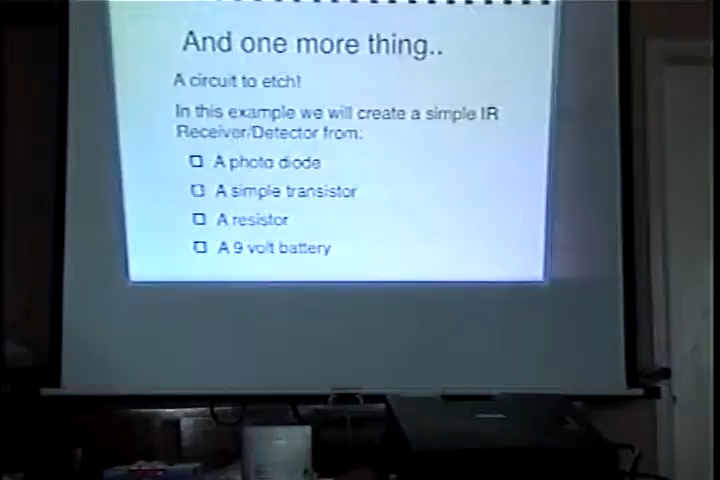 And one more thing..
A circuit to etch!
In this example we will create a simple IR
Receiver/Detector from:
A photo diode
A simple transistor
A resistor
A 9 volt battery